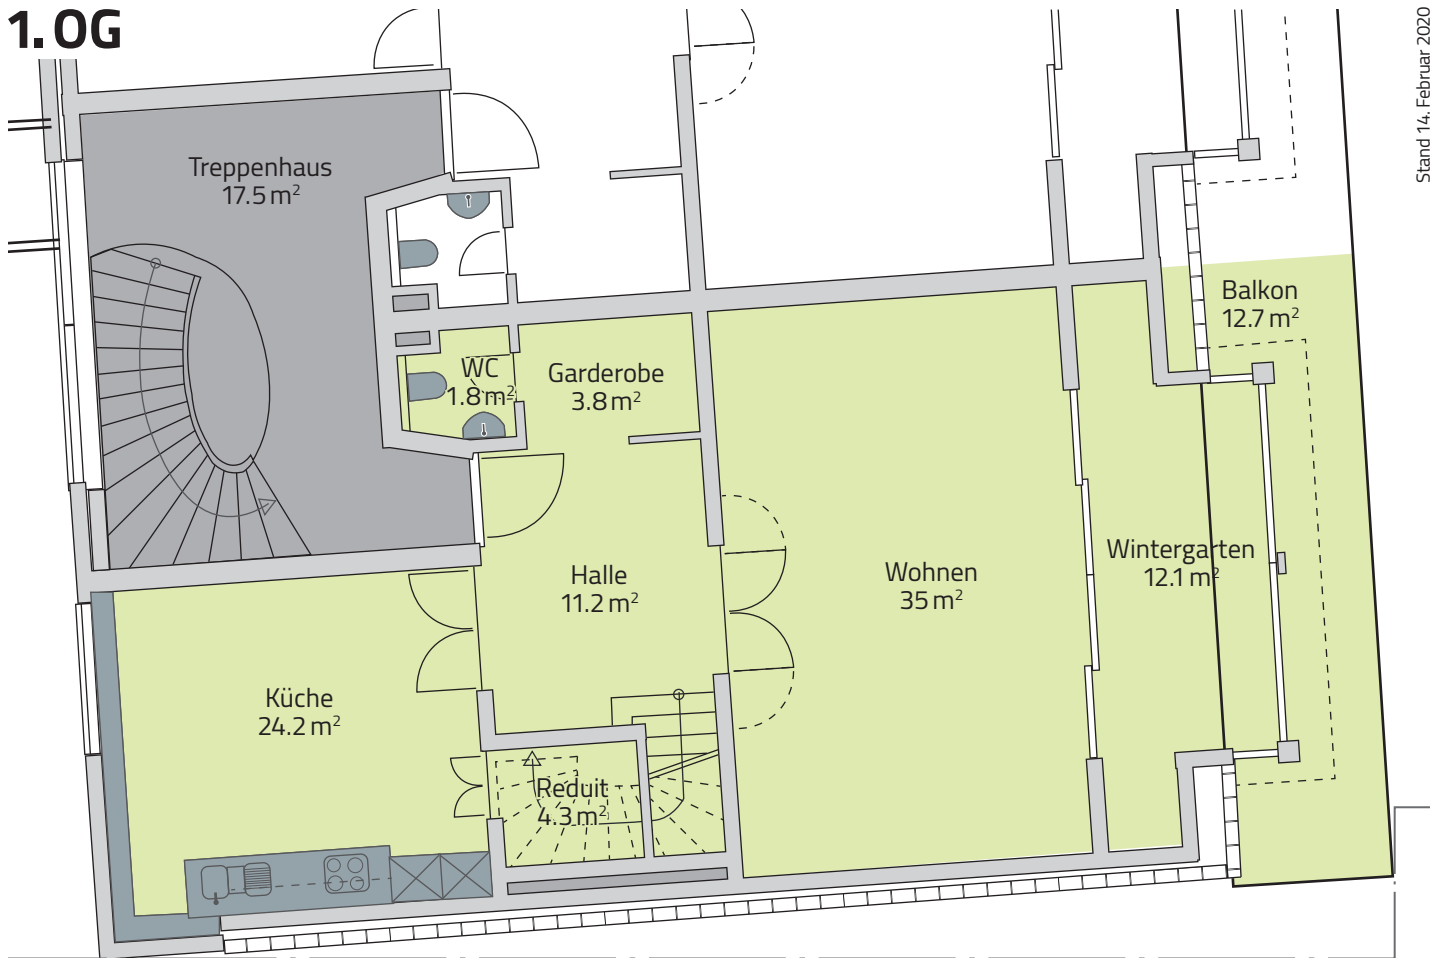 1. OG
Stand 14. Februar 2020
Treppenhaus
17.5 m²
Balkon
12.7 m²
WC
1.8 m²
Garderobe
3.8 m²
Halle
11.2 m²
Wohnen
35 m²
Wintergarten
12.1 m²
Küche
24.2 m²
Reduit
4.3 m²